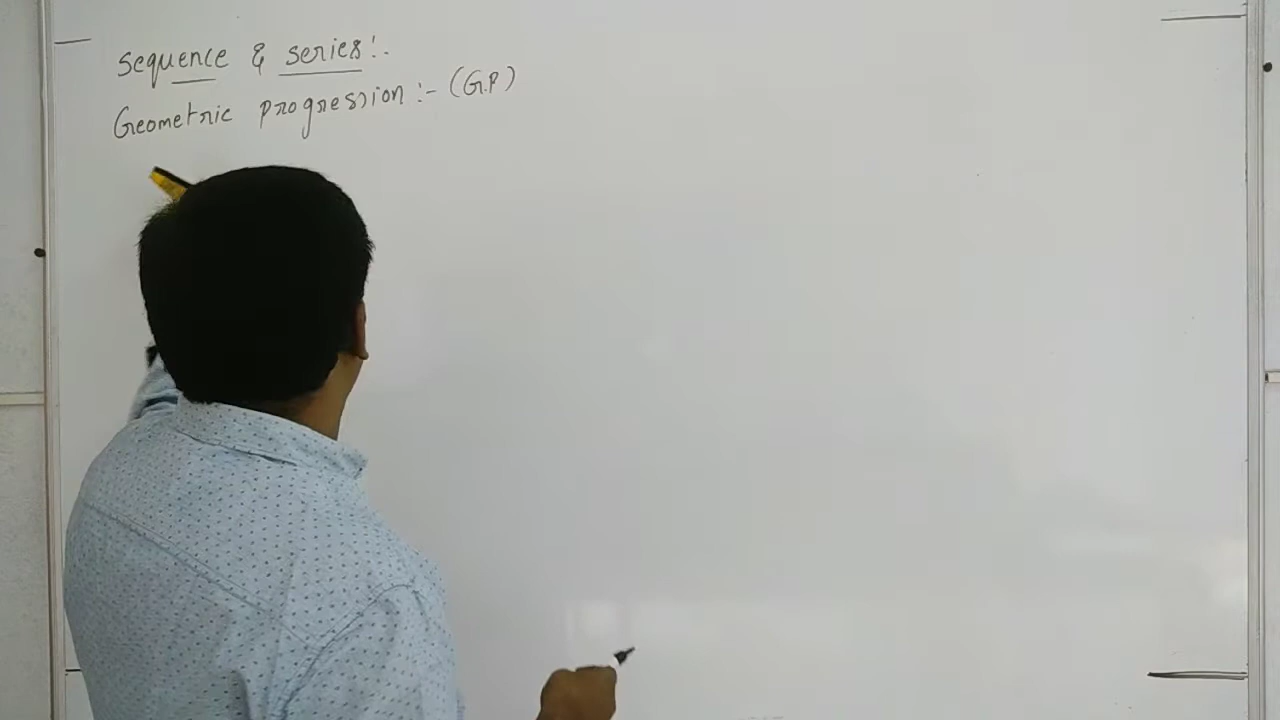 Sequence & series:-
Geometric progression :- (G.P)